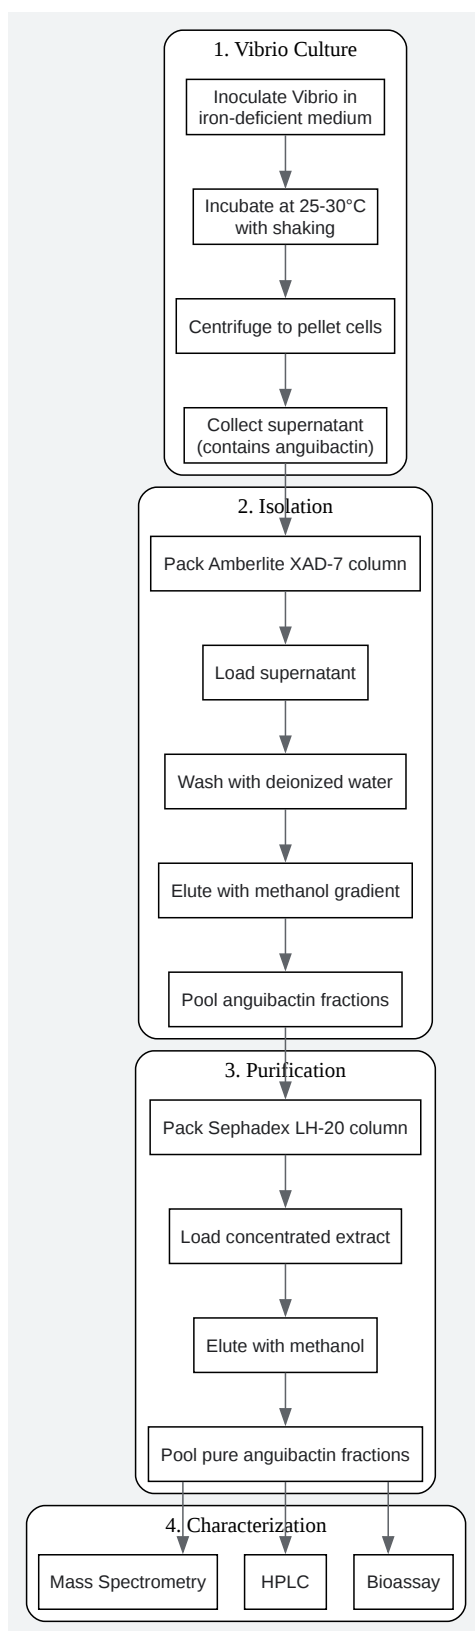 1. Vibrio Culture
Inoculate Vibrio in
iron-deficient medium
Incubate at 25-30°C
with shaking
Centrifuge to pellet cells
Collect supernatant
(contains anguibactin)
2. Isolation
Pack Amberlite XAD-7 column
Load supernatant
Wash with deionized water
Elute with methanol gradient
Pool anguibactin fractions
3. Purification
Pack Sephadex LH-20 column
Load concentrated extract
Elute with methanol
Pool pure anguibactin fractions
4. Characterization
Mass Spectrometry
HPLC
Bioassay